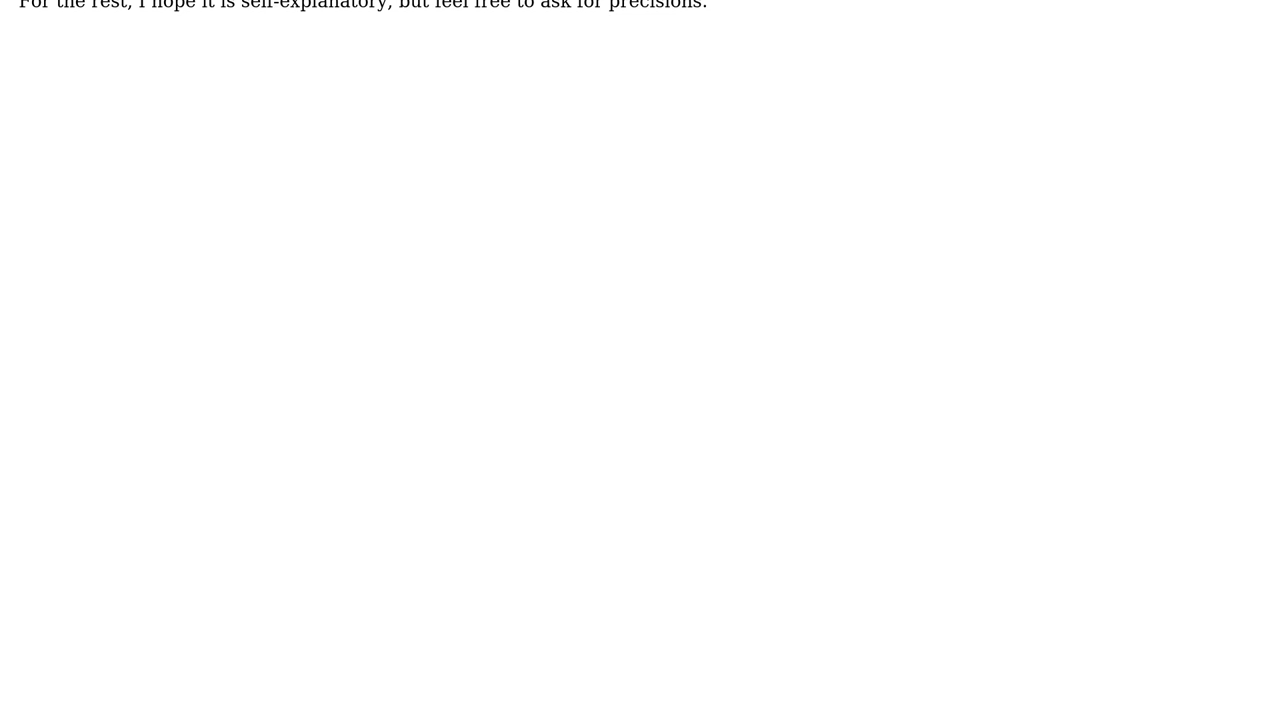 For the rest, I hope it is self-explanatory, but feel free to ask for precisions.